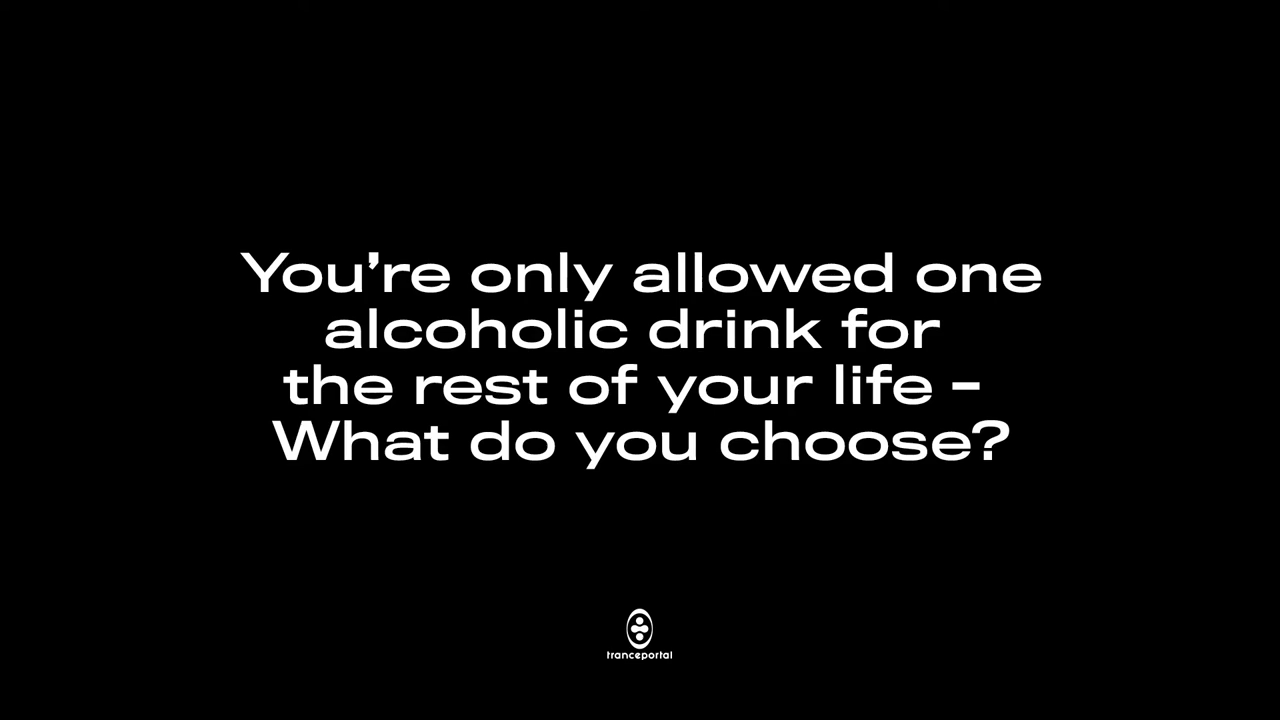 You’re only allowed one
alcoholic drink for
the rest of your life –
What do you choose?
tranceportal